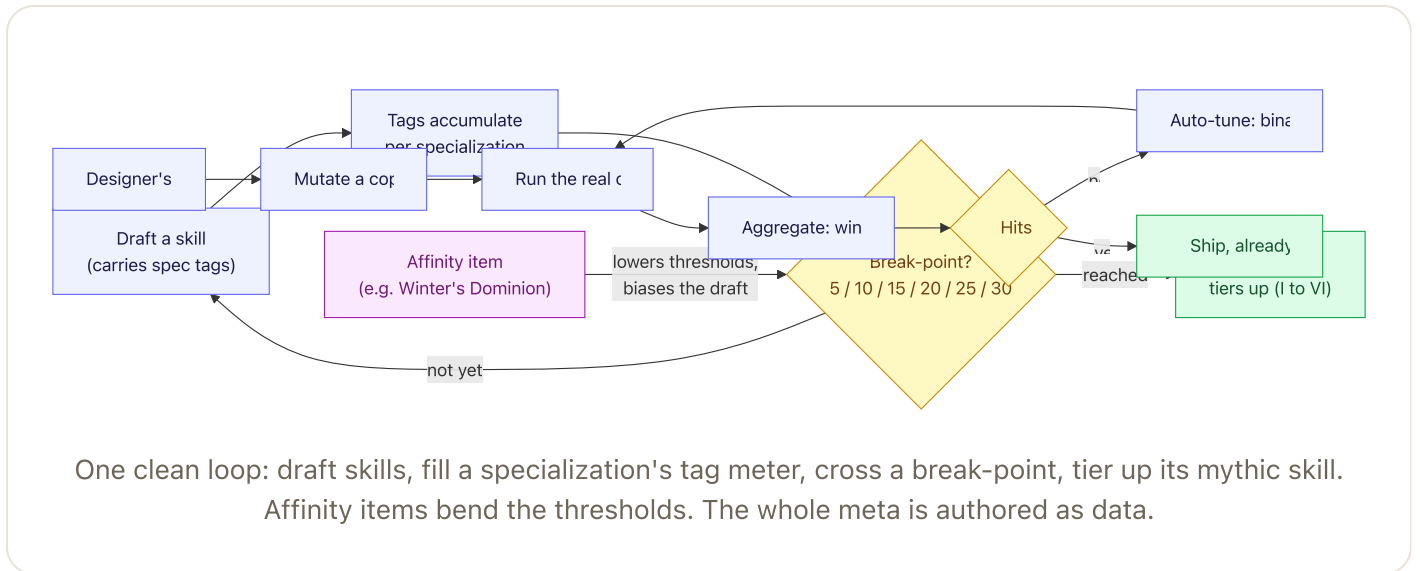 Tags accumulate
per specialization
Auto-tune:
Designer's
Mutate a
Run the real
Draft a skill
(carries spec tags)
Aggregate: win
Hits
Ship, already
Affinity item
(e.g. Winter's Dominion)
lowers thresholds,
biases the draft
Break-point?
5 / 10 / 15 / 20 / 25 / 30
reached
tiers up (I to VI)
not yet
One clean loop: draft skills, fill a specialization's tag meter, cross a break-point, tier up its mythic skill.
Affinity items bend the thresholds. The whole meta is authored as data.